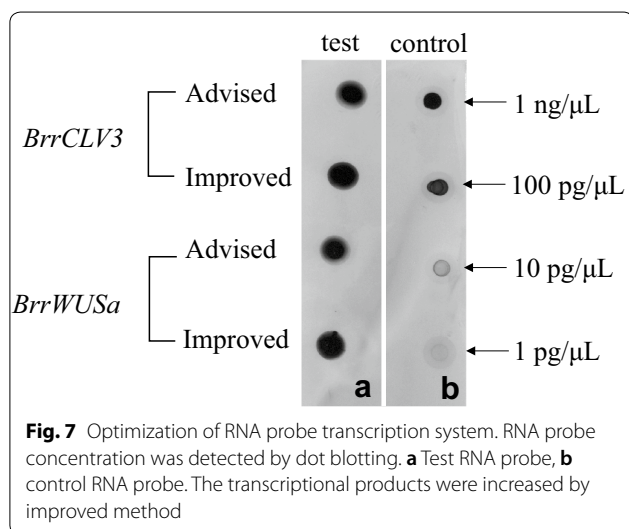 test control
Advised
1 ng/μL
BrrCLV3
Improved
100 pg/μL
Advised
10 pg/μL
BrrWUSa
Improved
1 pg/μL
a b
Fig. 7 Optimization of RNA probe transcription system. RNA probe
concentration was detected by dot blotting. a Test RNA probe, b
control RNA probe. The transcriptional products were increased by
improved method